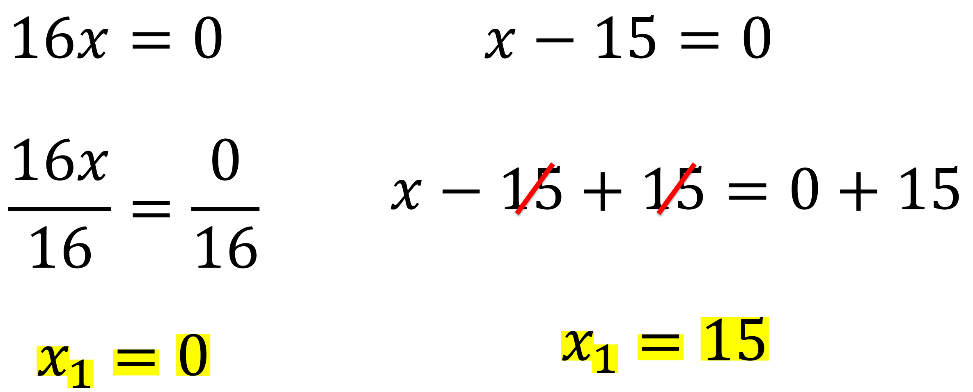 16x = 0
16x/16 = 0/16
x₁ = 0
x − 15 = 0
x − 15 + 15 = 0 + 15
x₁ = 15